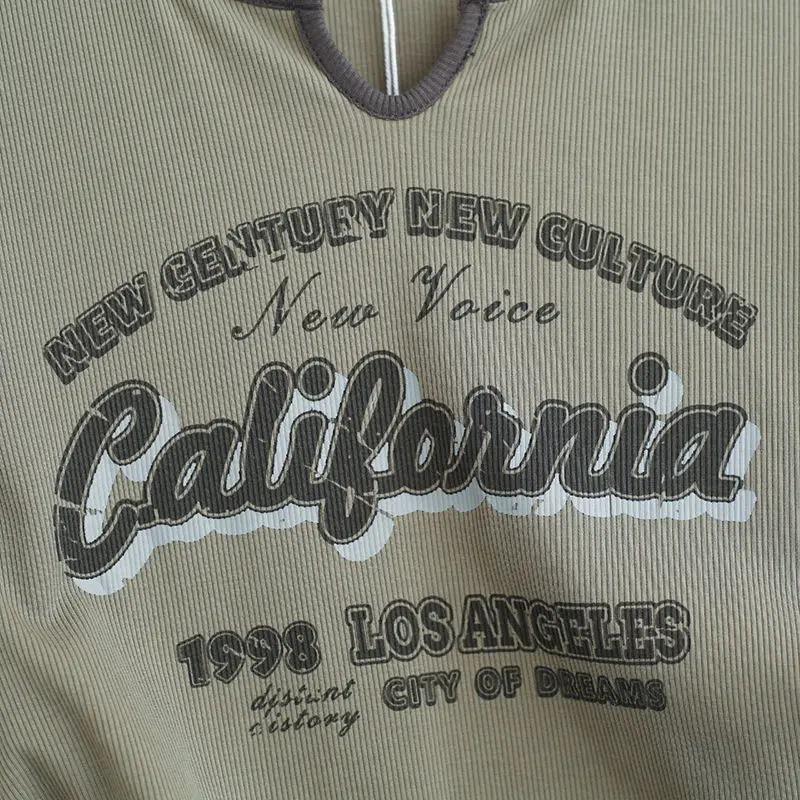 NEW CENTURY NEW CULTURE
New Voice
California
1998 LOS ANGELES
distant CITY OF DREAMS
history